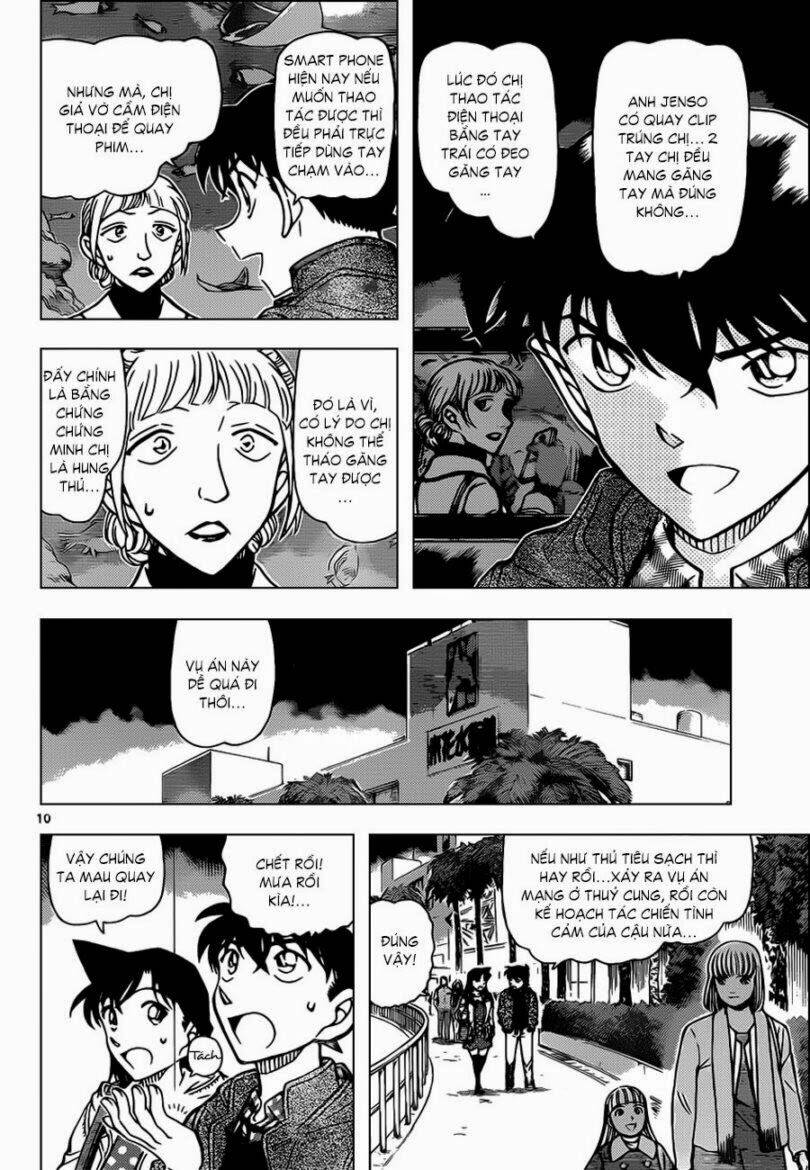 ANH JENSO
CÓ QUAY CLIP
TRÚNG CHỊ... 2
TAY CHỊ ĐỀU
MANG GĂNG
TAY MÀ ĐÚNG
KHÔNG...
LÚC ĐÓ CHỊ
THAO TÁC
ĐIỆN THOẠI
BẰNG TAY
TRÁI CÓ ĐEO
GĂNG TAY
...
SMART PHONE
HIỆN NAY NẾU
MUỐN THAO
TÁC ĐƯỢC THÌ
ĐỀU PHẢI TRỰC
TIẾP DÙNG TAY
CHẠM VÀO...
NHƯNG MÀ, CHỊ
GIẢ VỜ CẦM ĐIỆN
THOẠI ĐỂ QUAY
PHIM...
ĐÓ LÀ VÌ,
CÓ LÝ DO CHỊ
KHÔNG THỂ
THÁO GĂNG
TAY ĐƯỢC
...
ĐẤY CHÍNH
LÀ BẰNG
CHỨNG
CHỨNG
MINH CHỊ
LÀ HUNG
THỦ...
VỤ ÁN NÀY
DỄ QUÁ ĐI
THÔI...
10
NẾU NHƯ THỦ TIÊU SẠCH THÌ
HAY RỒI...XẢY RA VỤ ÁN
MẠNG Ở THUỶ CUNG, RỒI CÒN
KẾ HOẠCH TÁC CHIẾN TÌNH
CẢM CỦA CẬU NỮA...
ĐÚNG
VẬY!
CHẾT RỒI!
MƯA RỒI
KÌA!...
VẬY CHÚNG
TA MAU QUAY
LẠI ĐI!
Tách